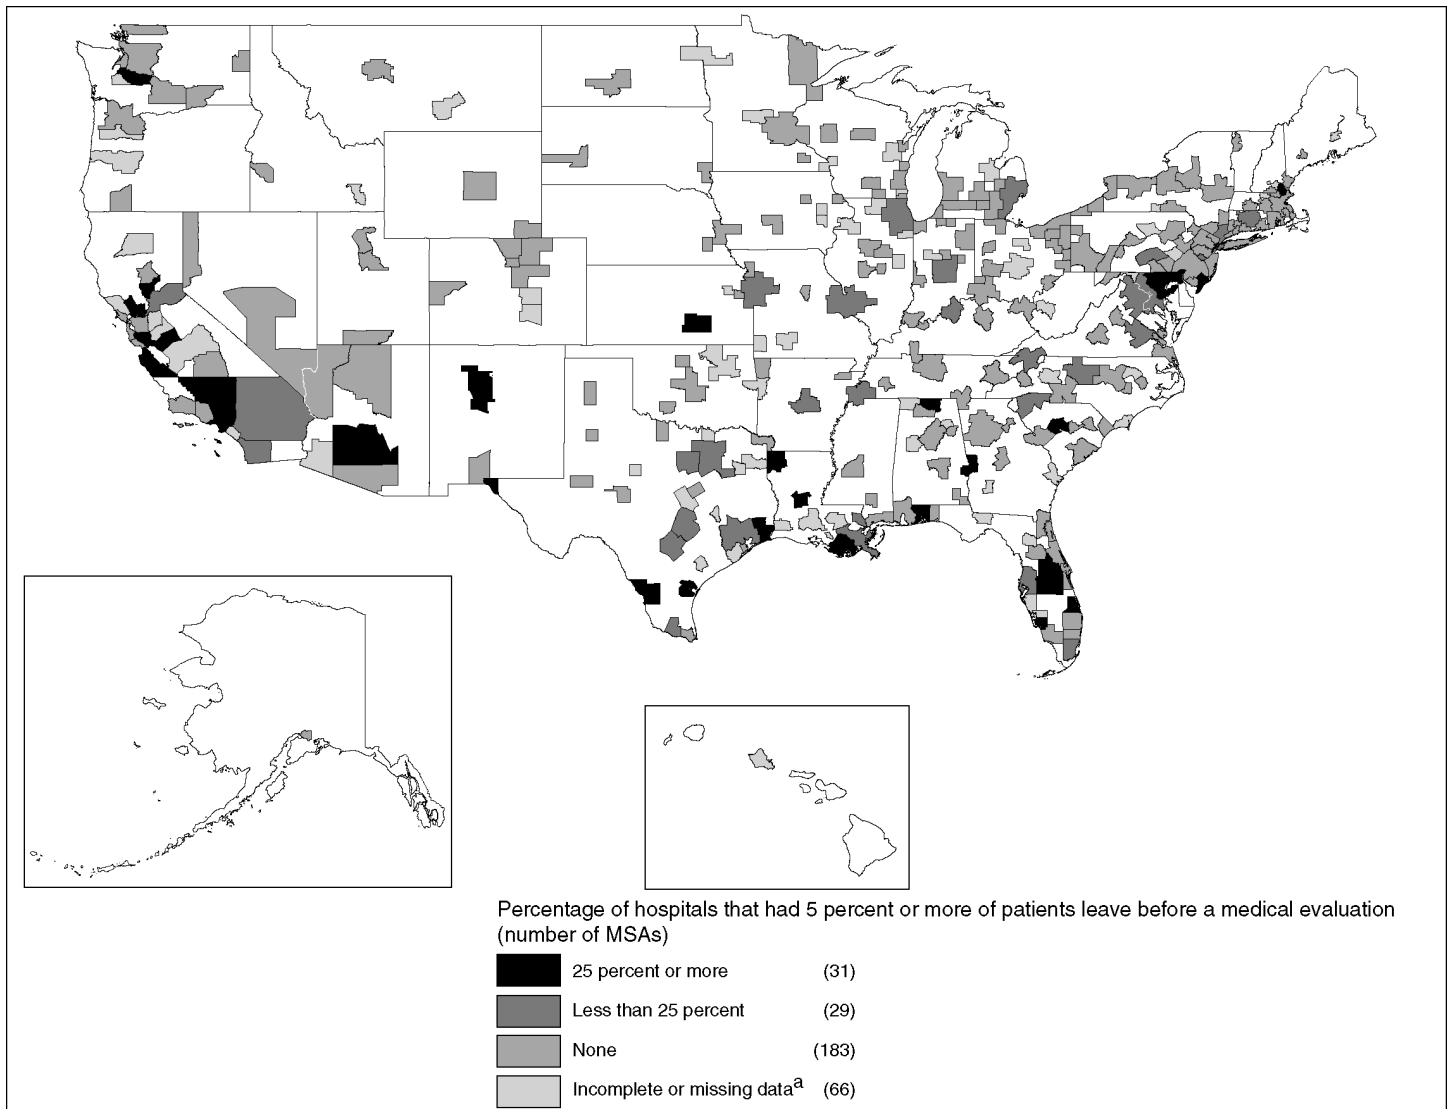 Percentage of hospitals that had 5 percent or more of patients leave before a medical evaluation
(number of MSAs)
25 percent or more (31)
Less than 25 percent (29)
None (183)
Incomplete or missing dataa (66)